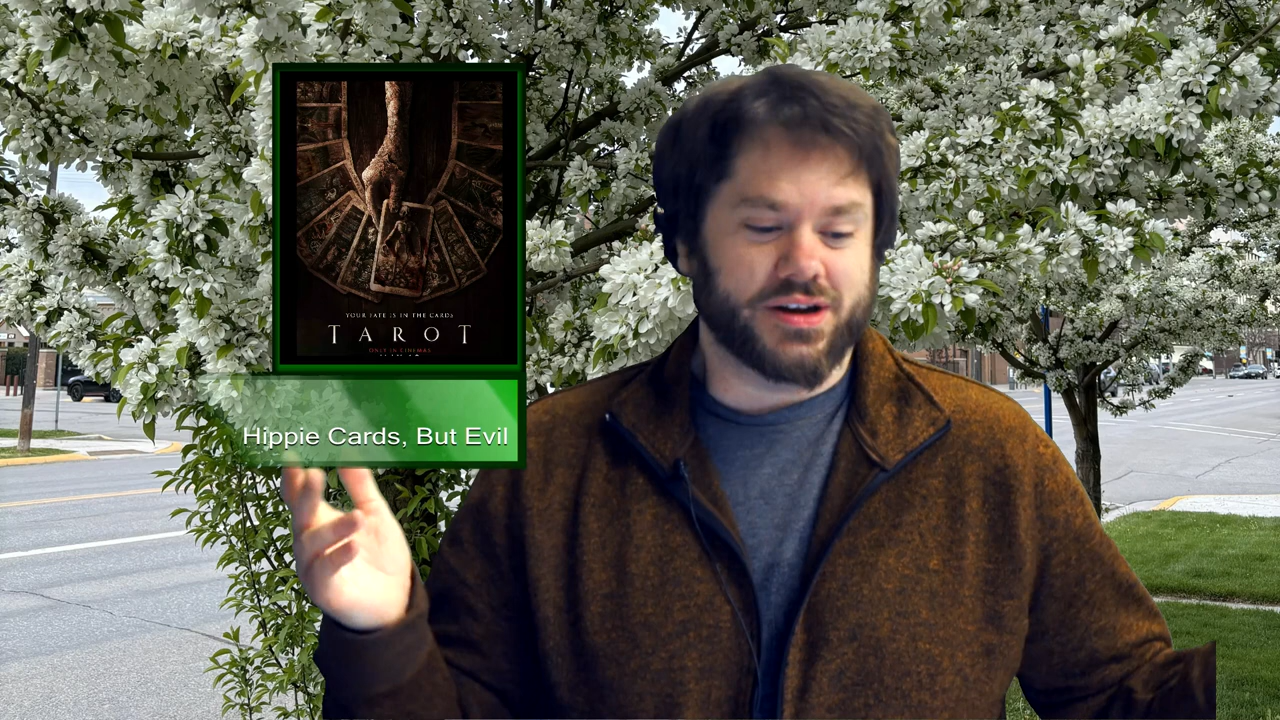 YOUR FATE IS IN THE CARDS
TAROT
ONLY IN CINEMAS
Hippie Cards, But Evil